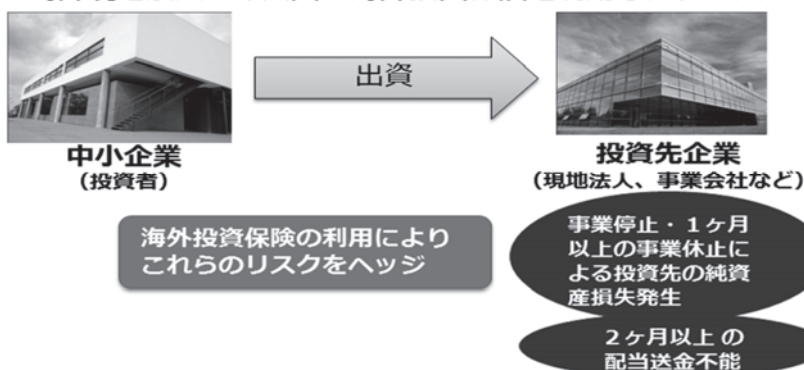 出資
中小企業
(投資者)
投資先企業
(現地法人、事業会社など)
海外投資保険の利用により
これらのリスクをヘッジ
事業停止・1ヶ月
以上の事業休止に
よる投資先の純資
産損失発生
2ヶ月以上 の
配当送金不能